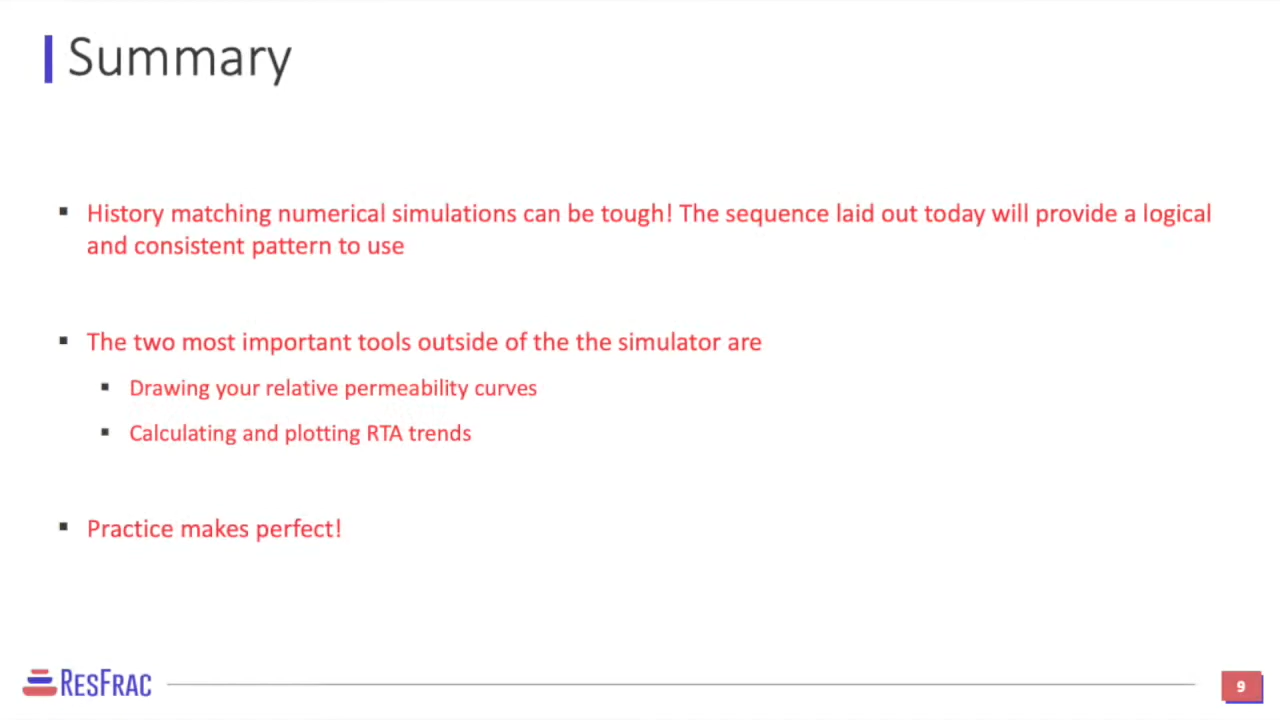 Summary
▪ History matching numerical simulations can be tough! The sequence laid out today will provide a logical
and consistent pattern to use
▪ The two most important tools outside of the the simulator are
▪ Drawing your relative permeability curves
▪ Calculating and plotting RTA trends
▪ Practice makes perfect!
RESFRAC
9